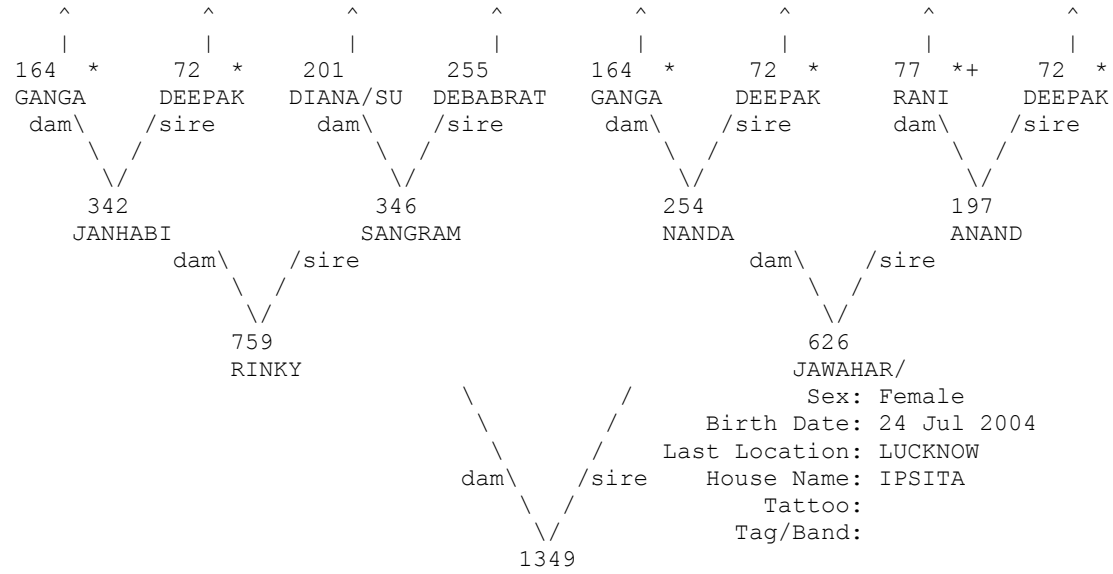 ^ ^ ^ ^ ^ ^ ^ ^
| | | | | | | |
164 * 72 * 201 255 164 * 72 * 77 *+ 72 *
GANGA DEEPAK DIANA/SU DEBABRAT GANGA DEEPAK RANI DEEPAK
dam\ /sire dam\ /sire dam\ /sire dam\ /sire
\ / \ / \ / \ /
\/ \/ \/ \/
342 346 254 197
JANHABI SANGRAM NANDA ANAND
dam\ /sire dam\ /sire
\ / \ /
\/ \/
759 626
RINKY JAWAHAR/
\ / Sex: Female
\ / Birth Date: 24 Jul 2004
\ / Last Location: LUCKNOW
dam\ /sire House Name: IPSITA
\ / Tattoo:
\/ Tag/Band:
1349